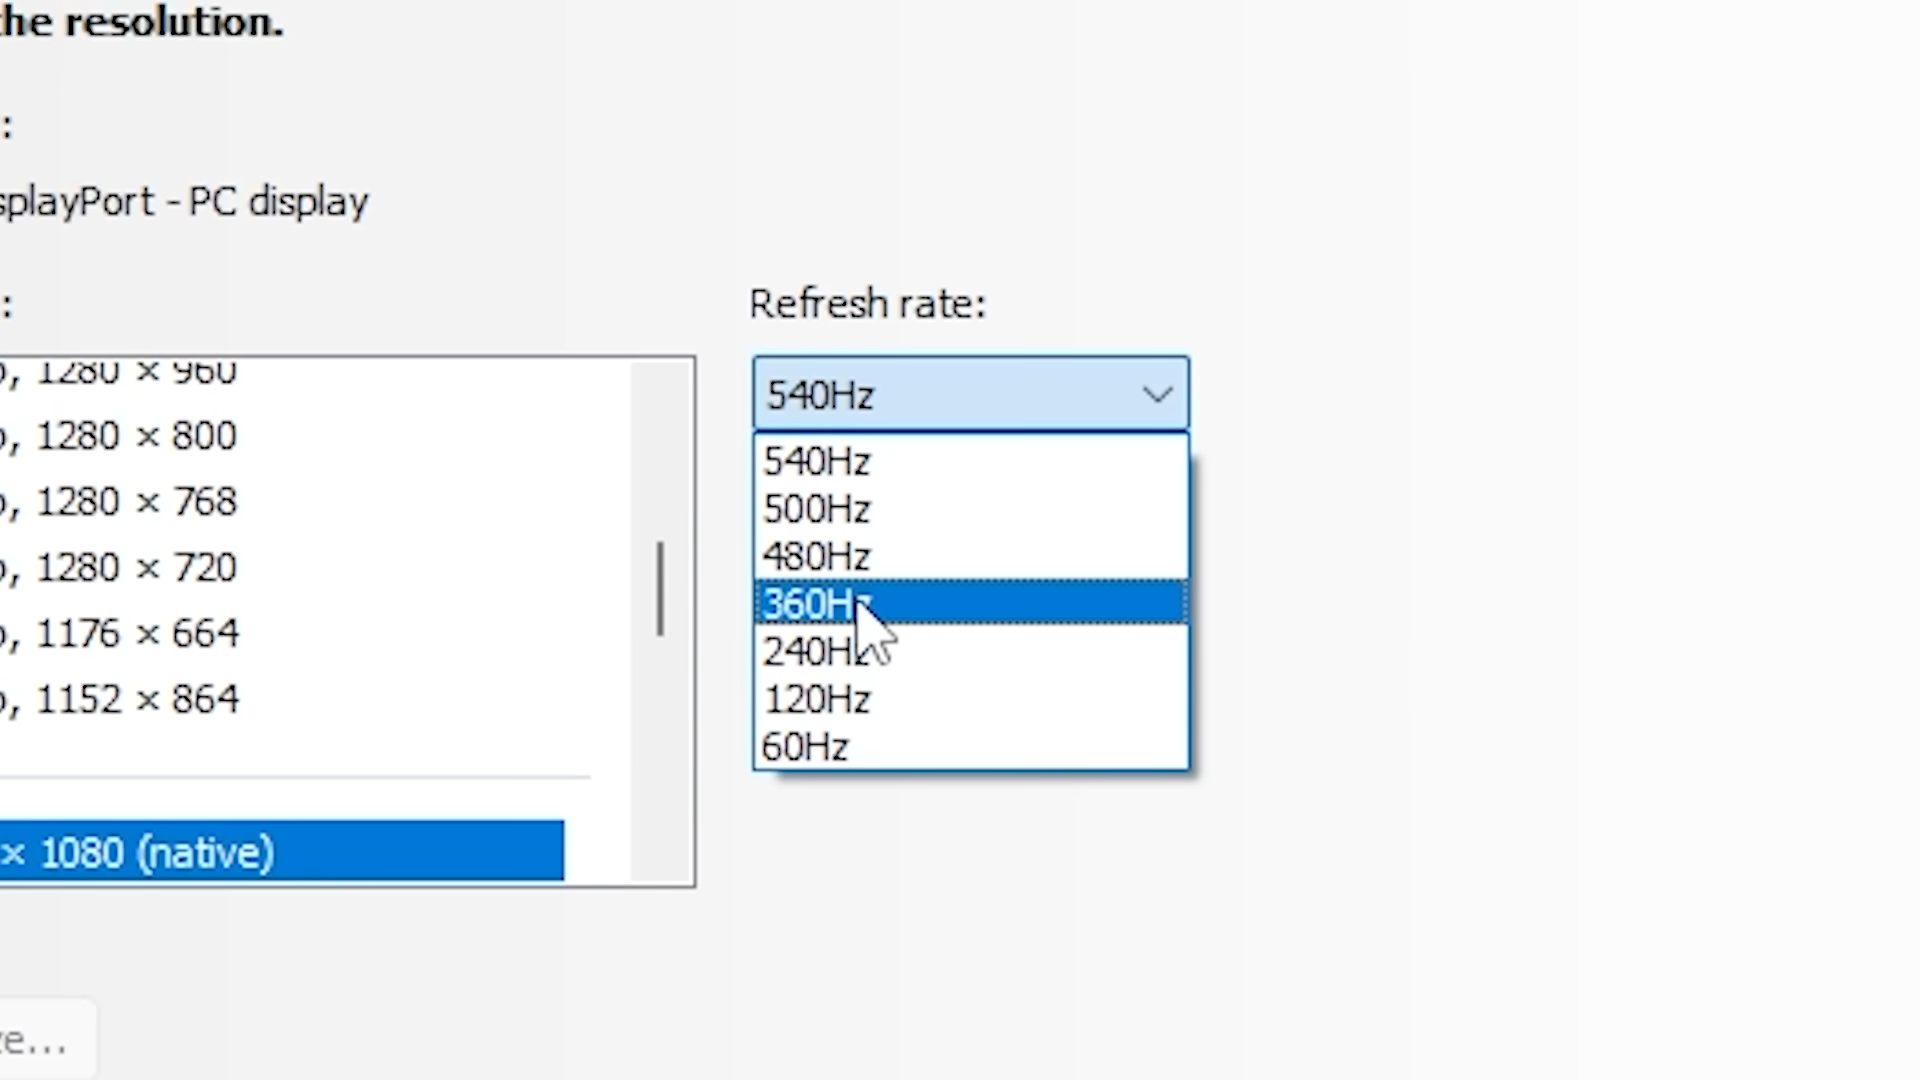 he resolution.
:
splayPort - PC display
:
Refresh rate:
, 1280 × 960
, 1280 × 800
, 1280 × 768
, 1280 × 720
, 1176 × 664
, 1152 × 864
× 1080 (native)
540Hz
540Hz
500Hz
480Hz
360Hz
240Hz
120Hz
60Hz
e...